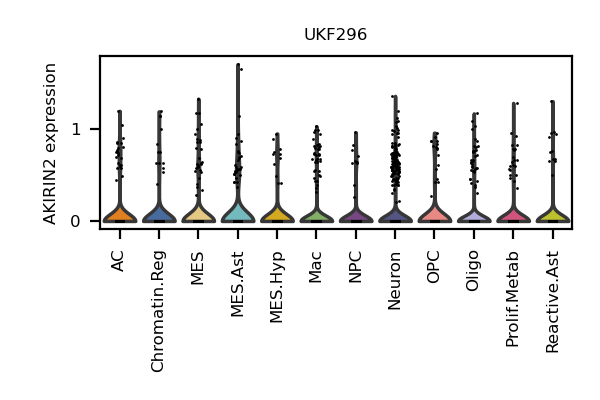 UKF296
AKIRIN2 expression
1
0
AC
Chromatin.Reg
MES
MES.Ast
MES.Hyp
Mac
NPC
Neuron
OPC
Oligo
Prolif.Metab
Reactive.Ast